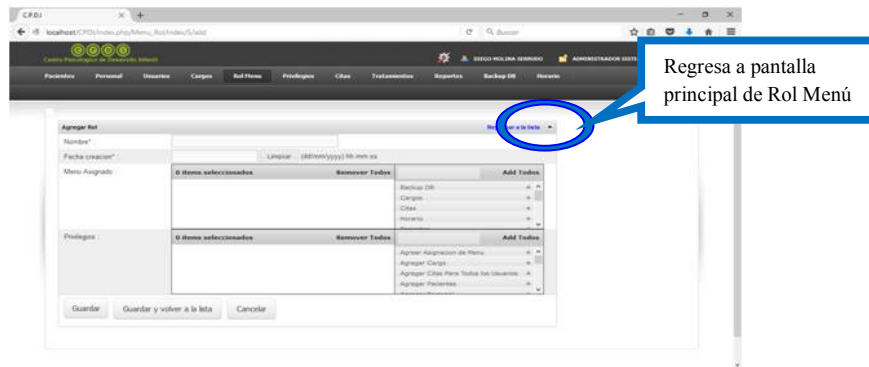 C.P.D.I
localhost/CPDI/index.php/Menu_Rol/index/5/add
Buscar
Centro Psicologico de Desarrollo Infantil
DIEGO MOLINA SERRUDO
ADMINISTRADOR SISTE
Pacientes Personal Usuarios Cargos Rol Menu Privilegios Citas Tratamientos Reportes Backup DB Horario
Regresa a pantalla
principal de Rol Menú
Agregar Rol
a la lista
Nombre* :
Fecha creacion* :
Limpiar (dd/mm/yyyy) hh:mm:ss
Menu Asignado :
0 items seleccionados Remover Todos Add Todos
Backup DB
Cargos
Citas
Horario
Privilegios :
0 items seleccionados Remover Todos Add Todos
Asignacion de Menu
Agregar Cargo
Agregar Citas Para Todos los Usuarios
Agregar Pacientes
Guardar Guardar y volver a la lista Cancelar